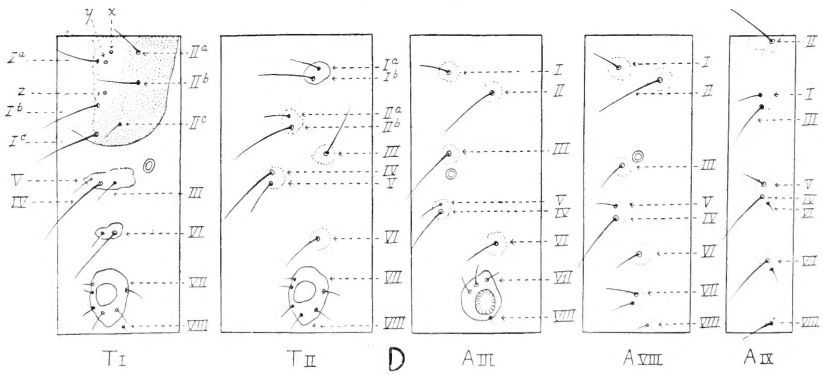 y x
I^a II^a
z II^b
I^b II^c
I^c
V III
IV
VI
VII
VIII
T I
I^a
I^b
II^a
II^b
III
IV
V
VI
VII
VIII
T II
D
I
II
III
V
IV
VI
VII
VIII
A III
I
II
III
V
IV
VI
VII
VIII
A VIII
II
I
III
V
IV
VI
VII
VIII
A IX